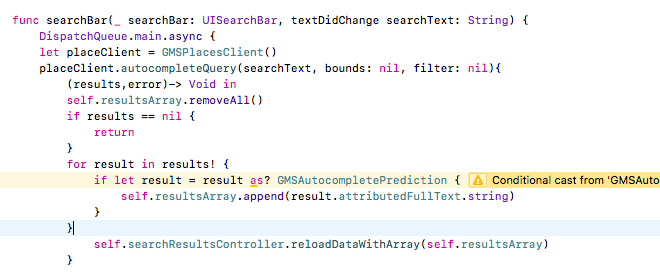 func searchBar(_ searchBar: UISearchBar, textDidChange searchText: String) {
DispatchQueue.main.async {
let placeClient = GMSPlacesClient()
placeClient.autocompleteQuery(searchText, bounds: nil, filter: nil){
(results,error)-> Void in
self.resultsArray.removeAll()
if results == nil {
return
}
for result in results! {
if let result = result as? GMSAutocompletePrediction { Conditional cast from 'GMSAuto
self.resultsArray.append(result.attributedFullText.string)
}
}
self.searchResultsController.reloadDataWithArray(self.resultsArray)
}